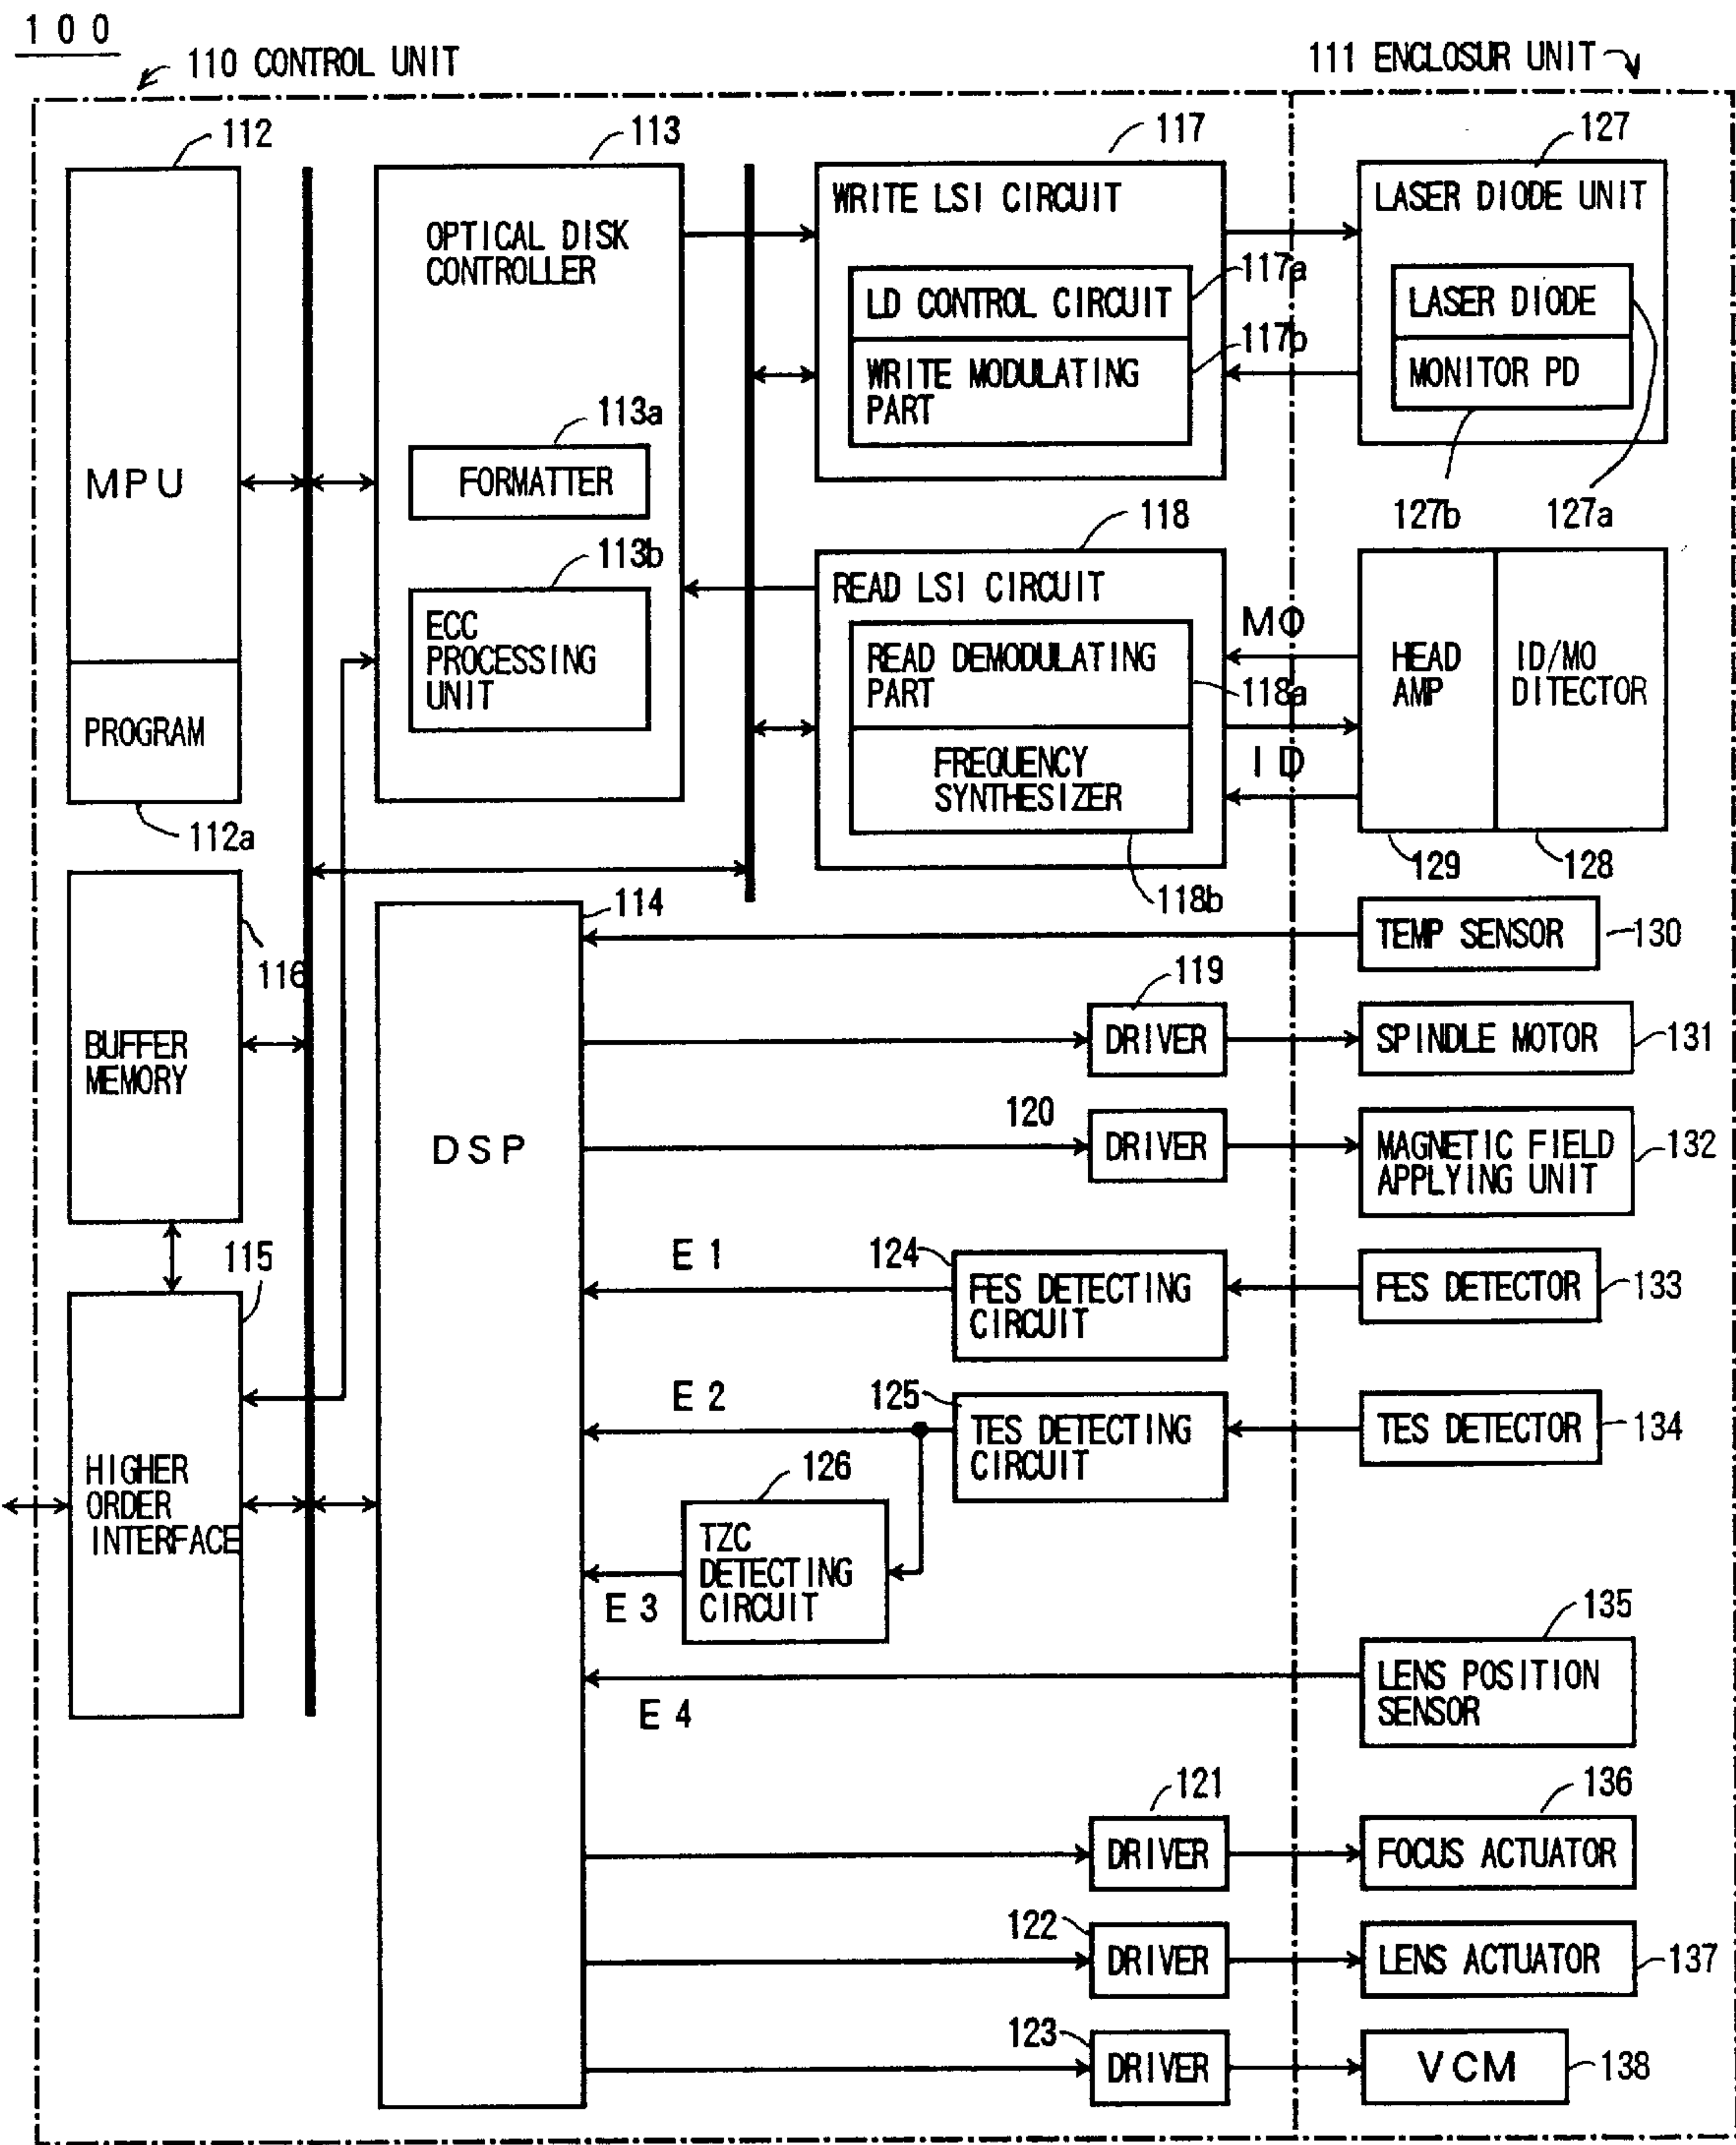 100
110 CONTROL UNIT
111 ENCLOSUR UNIT
112
113
117
127
WRITE LSI CIRCUIT
LASER DIODE UNIT
OPTICAL DISK
CONTROLLER
117a
LD CONTROL CIRCUIT
LASER DIODE
117b
WRITE MODULATING
PART
MONITOR PD
113a
FORMATTER
MPU
127b
127a
118
113b
READ LSI CIRCUIT
ECC
PROCESSING
UNIT
MO
READ DEMODULATING
PART
HEAD
AMP
ID/MO
DITECTOR
118a
PROGRAM
FREQUENCY
SYNTHESIZER
ID
112a
129
128
118b
114
TEMP SENSOR
130
116
119
BUFFER
MEMORY
DRIVER
SPINDLE MOTOR
131
120
DSP
DRIVER
MAGNETIC FIELD
APPLYING UNIT
132
115
E1
124
FES DETECTING
CIRCUIT
FES DETECTOR
133
E2
125
TES DETECTING
CIRCUIT
TES DETECTOR
134
HIGHER
ORDER
INTERFACE
126
TZC
DETECTING
CIRCUIT
E3
135
LENS POSITION
SENSOR
E4
121
136
DRIVER
FOCUS ACTUATOR
122
DRIVER
LENS ACTUATOR
137
123
DRIVER
VCM
138